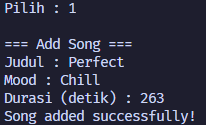 Pilih : 1

=== Add Song ===
Judul : Perfect
Mood : Chill
Durasi (detik) : 263
Song added successfully!